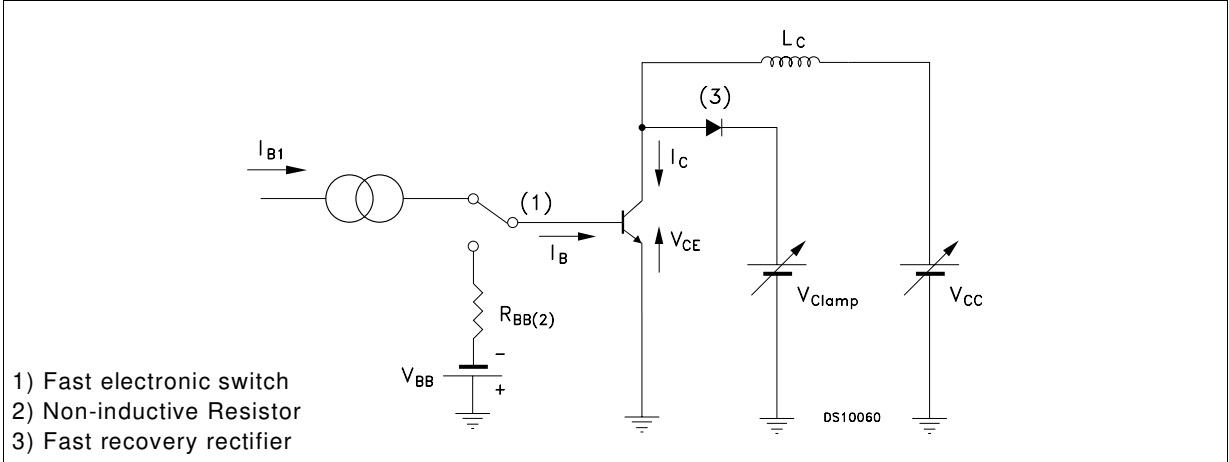 L_C
(3)
I_B1
I_C
(1)
I_B
V_CE
V_Clamp
V_CC
R_BB(2)
-
V_BB
+
1) Fast electronic switch
2) Non-inductive Resistor
3) Fast recovery rectifier
DS10060